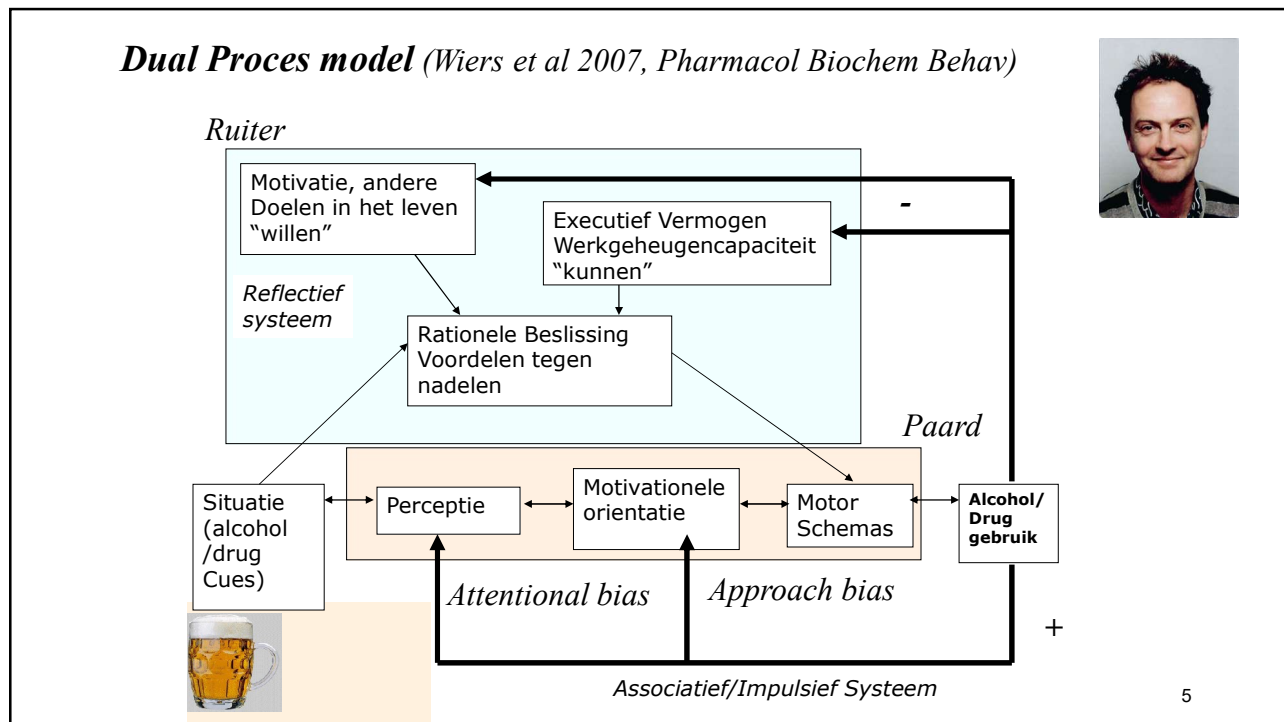 Dual Proces model (Wiers et al 2007, Pharmacol Biochem Behav)
Ruiter
Motivatie, andere
Doelen in het leven
“willen”
-
Executief Vermogen
Werkgeheugencapaciteit
“kunnen”
Reflectief
systeem
Rationele Beslissing
Voordelen tegen
nadelen
Paard
Situatie
(alcohol
/drug
Cues)
Perceptie
Motivationele
orientatie
Motor
Schemas
Alcohol/
Drug
gebruik
Attentional bias
Approach bias
+
Associatief/Impulsief Systeem
5